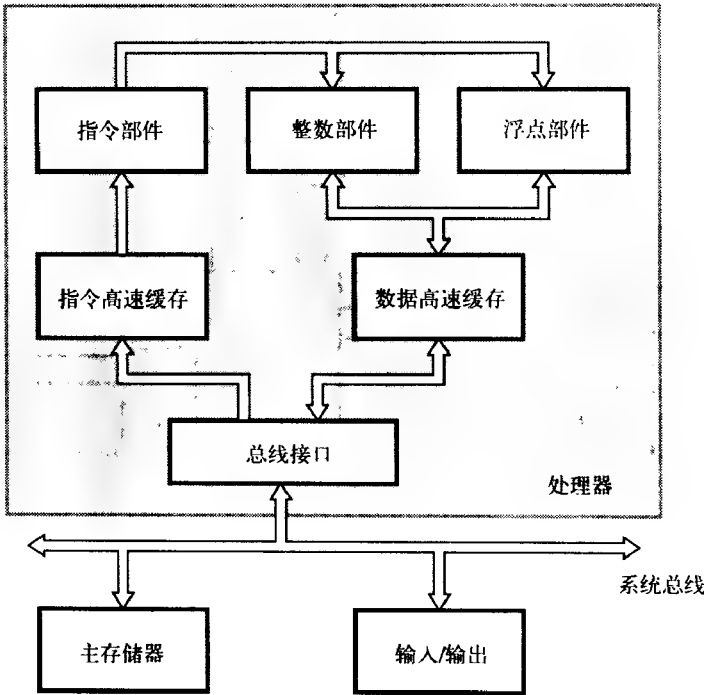 指令部件
整数部件
浮点部件
指令高速缓存
数据高速缓存
总线接口
处理器
系统总线
主存储器
输入/输出